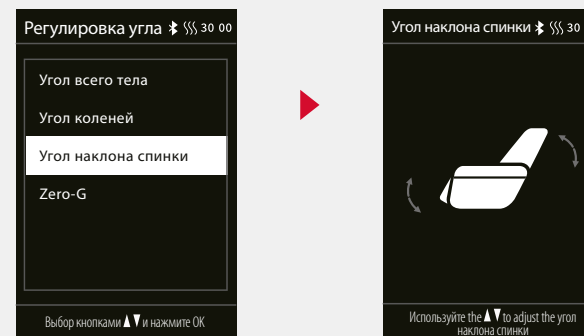 Регулировка угла 30 00
Угол всего тела
Угол коленей
Угол наклона спинки
Zero-G
Выбор кнопками ▲▼ и нажмите OK
Угол наклона спинки 30
Используйте the ▲▼ to adjust the угол
наклона спинки